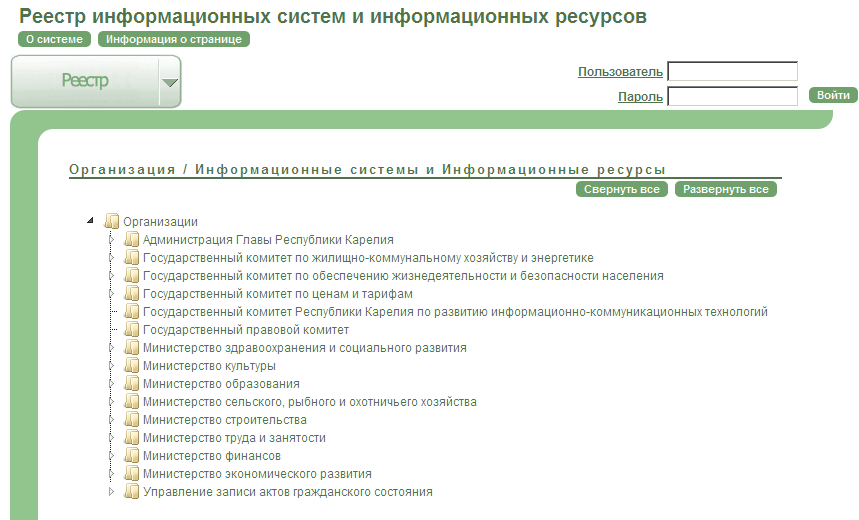 Реестр информационных систем и информационных ресурсов
О системе Информация о странице
Реестр
Пользователь
Пароль Войти
Организация / Информационные системы и Информационные ресурсы
Свернуть все Развернуть все
Организации
Администрация Главы Республики Карелия
Государственный комитет по жилищно-коммунальному хозяйству и энергетике
Государственный комитет по обеспечению жизнедеятельности и безопасности населения
Государственный комитет по ценам и тарифам
Государственный комитет Республики Карелия по развитию информационно-коммуникационных технологий
Государственный правовой комитет
Министерство здравоохранения и социального развития
Министерство культуры
Министерство образования
Министерство сельского, рыбного и охотничьего хозяйства
Министерство строительства
Министерство труда и занятости
Министерство финансов
Министерство экономического развития
Управление записи актов гражданского состояния